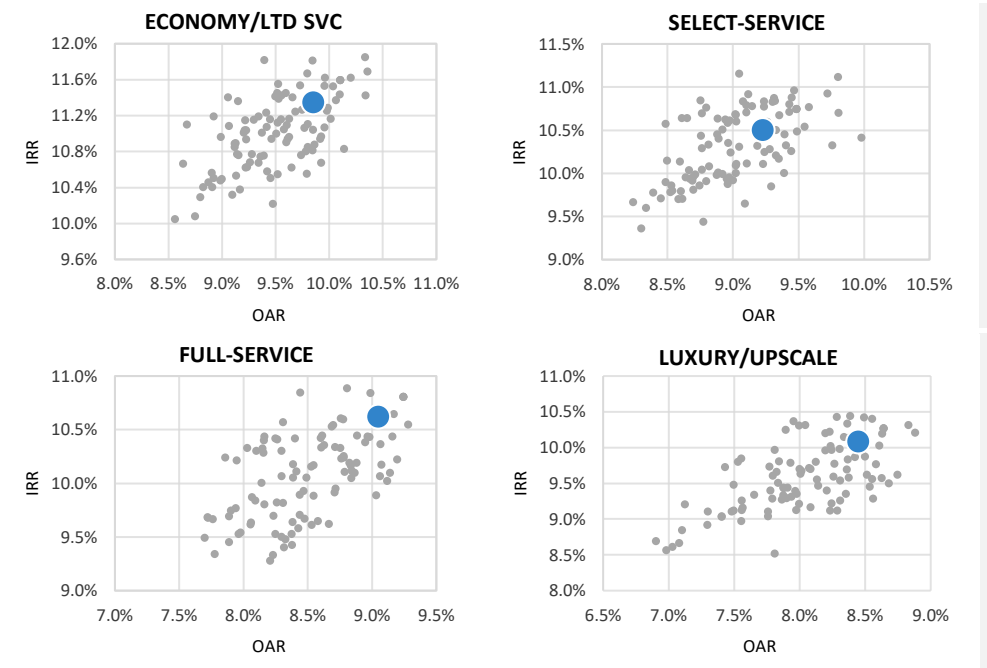 ECONOMY/LTD SVC
12.0%
11.6%
11.2%
10.8%
10.4%
10.0%
9.6%
IRR
8.0% 8.5% 9.0% 9.5% 10.0% 10.5% 11.0%
OAR
SELECT-SERVICE
11.5%
11.0%
10.5%
10.0%
9.5%
9.0%
IRR
8.0% 8.5% 9.0% 9.5% 10.0% 10.5%
OAR
FULL-SERVICE
11.0%
10.5%
10.0%
9.5%
9.0%
IRR
7.0% 7.5% 8.0% 8.5% 9.0% 9.5%
OAR
LUXURY/UPSCALE
11.0%
10.5%
10.0%
9.5%
9.0%
8.5%
8.0%
IRR
6.5% 7.0% 7.5% 8.0% 8.5% 9.0%
OAR